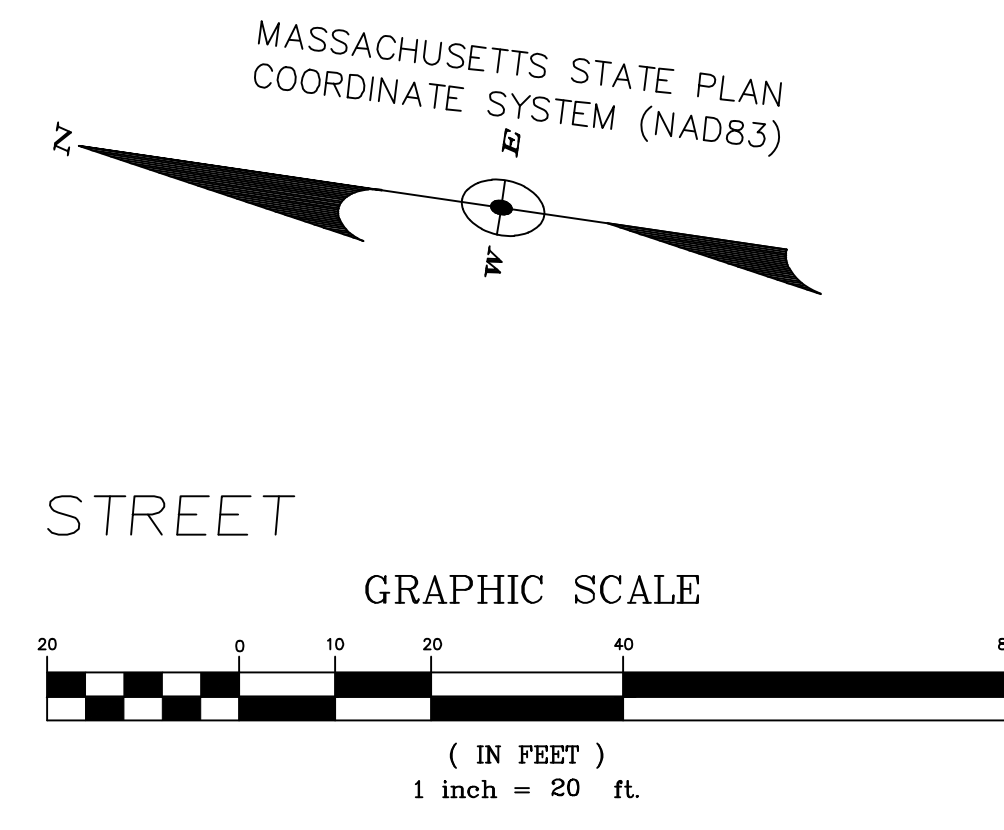 MASSACHUSETTS STATE PLAN
COORDINATE SYSTEM (NAD83)
N
E
W
STREET
GRAPHIC SCALE
20 0 10 20 40
( IN FEET )
1 inch = 20 ft.